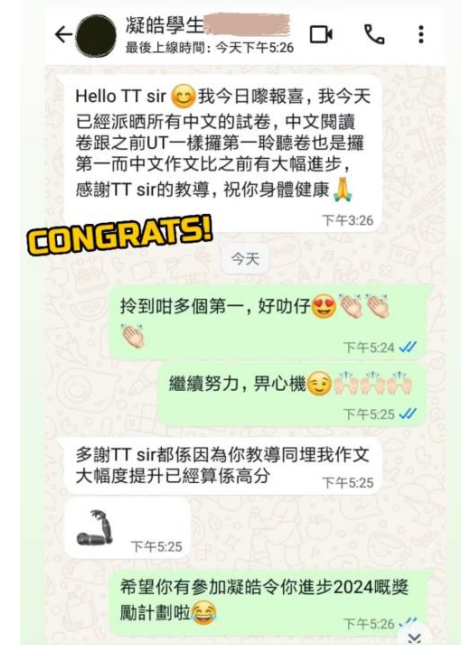 凝皓學生
最後上線時間：今天下午5:26
Hello TT sir 😊我今日嚟報喜，我今天
已經派晒所有中文的試卷，中文閱讀
卷跟之前UT一樣攞第一聆聽卷也是攞
第一而中文作文比之前有大幅進步，
感謝TT sir的教導，祝你身體健康🙏
下午3:26
CONGRATS!
今天
拎到咁多個第一，好叻仔😍👏🏻👏🏻
👏🏻
下午5:24
繼續努力，畀心機😉🙌🏻🙌🏻🙌🏻
下午5:25
多謝TT sir都係因為你教導同埋我作文
大幅度提升已經算係高分
下午5:25
下午5:25
希望你有參加凝皓令你進步2024嘅獎
勵計劃啦😂
下午5:26